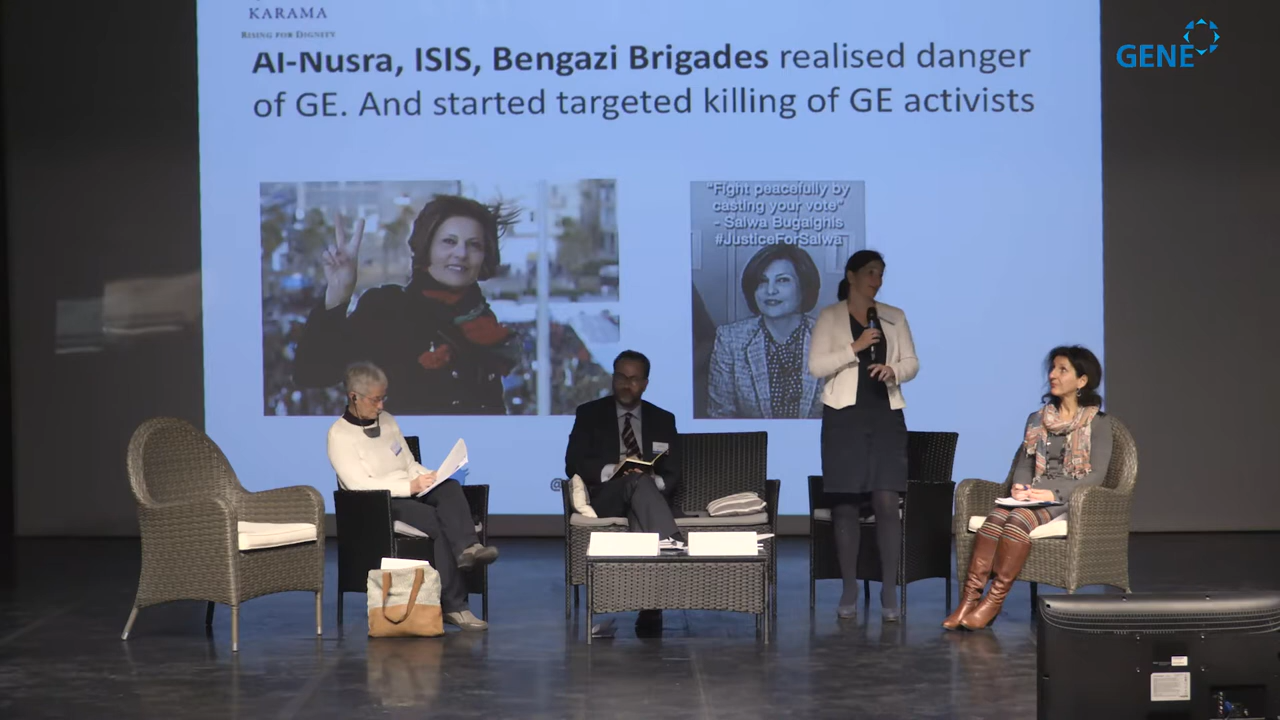 KARAMA
RISING FOR DIGNITY
GENE
Al-Nusra, ISIS, Bengazi Brigades realised danger
of GE. And started targeted killing of GE activists
"Fight peacefully by
casting your vote"
- Salwa Bugaighis
#JusticeForSalwa
@